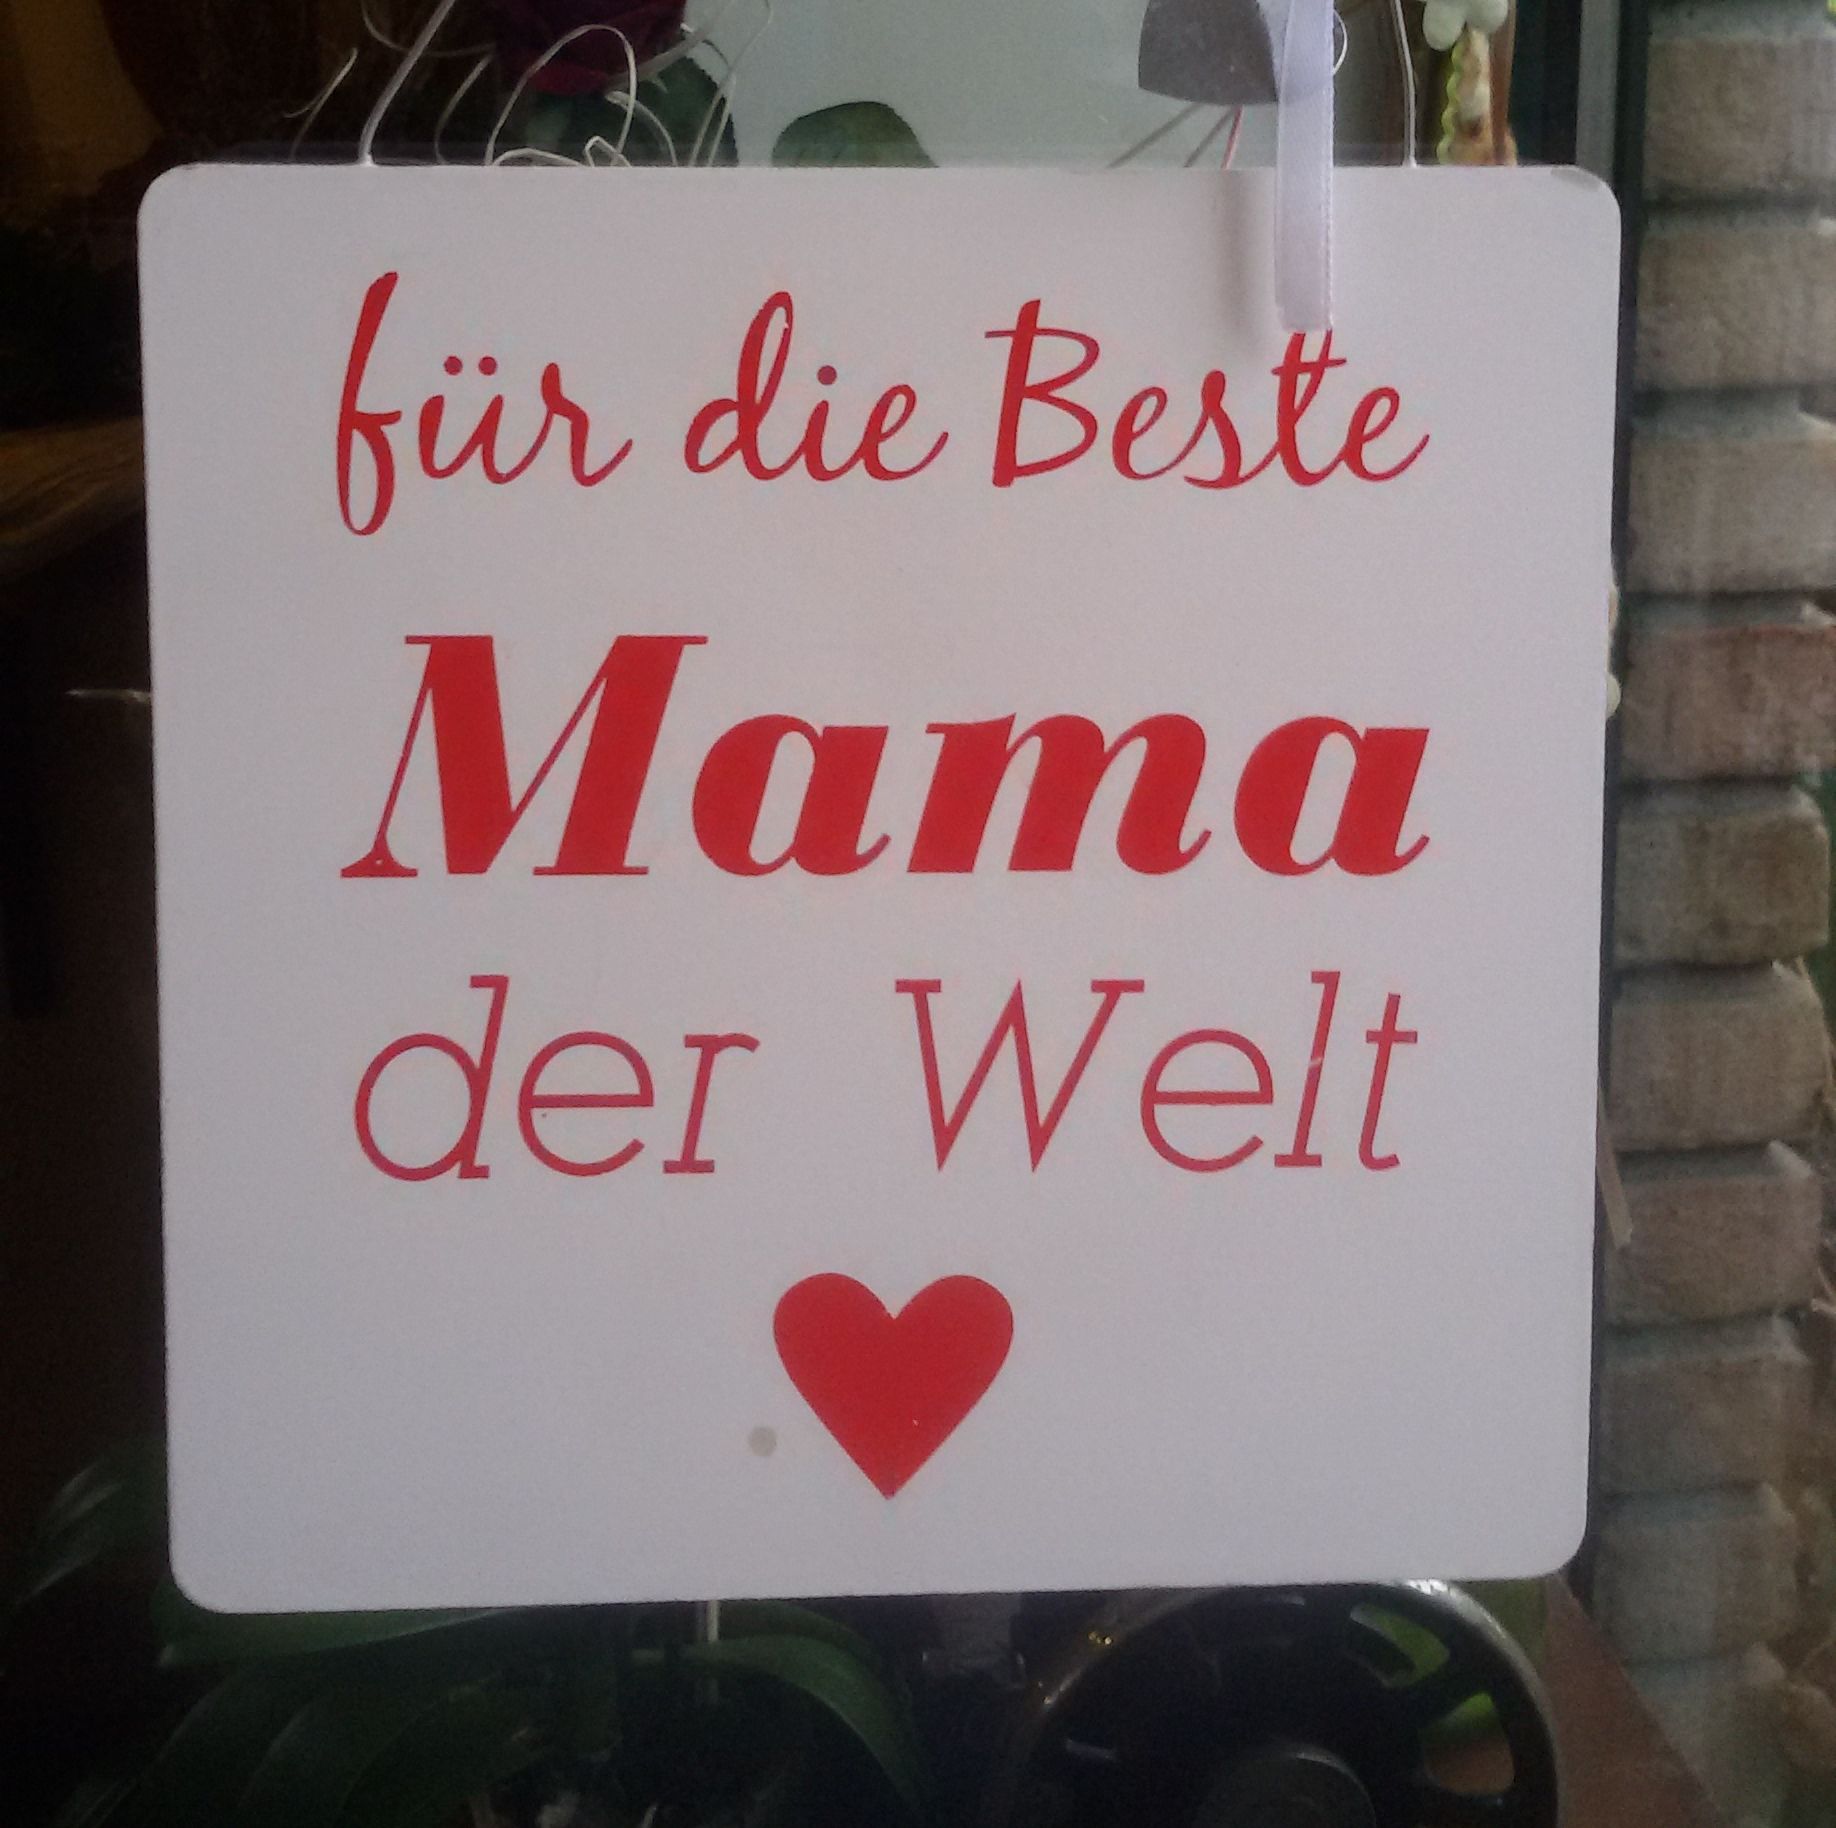 für die Beste
Mama
der Welt